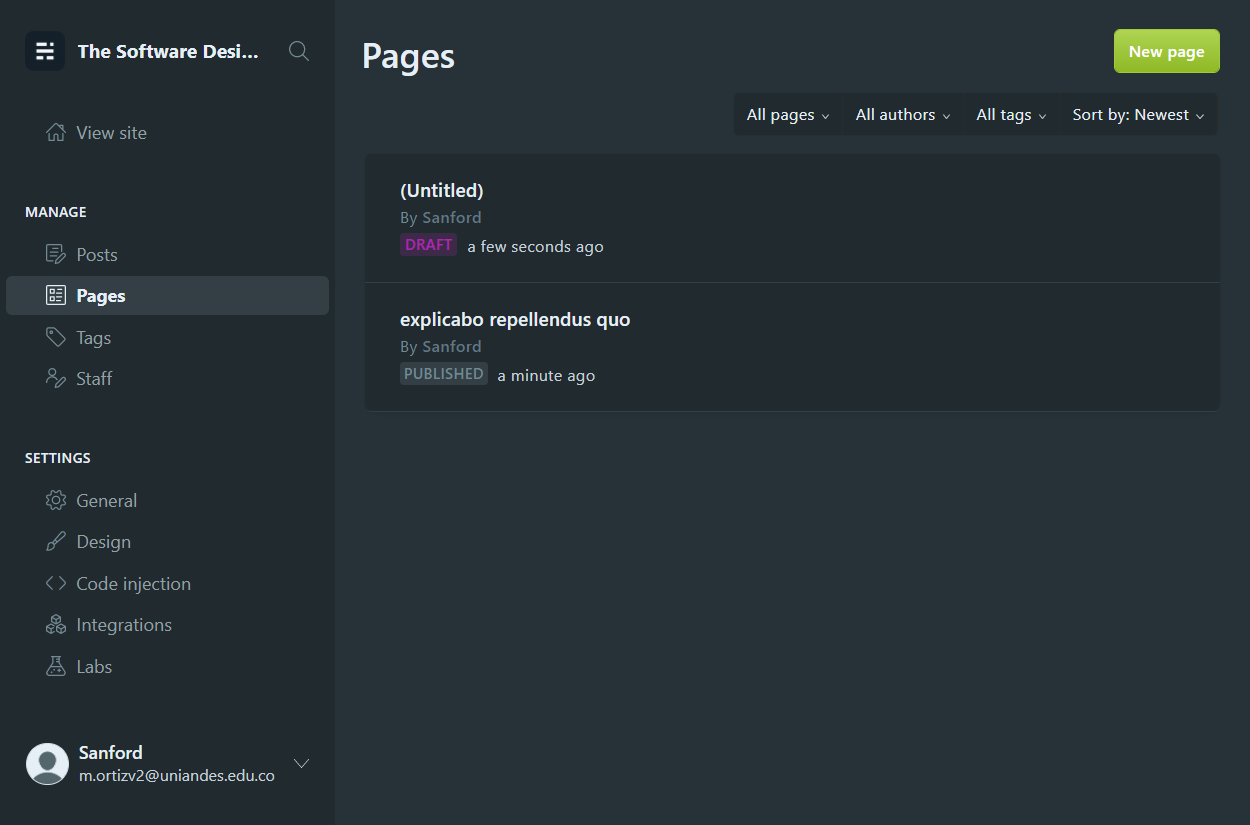 The Software Desi...
View site
MANAGE
Posts
Pages
Tags
Staff
SETTINGS
General
Design
Code injection
Integrations
Labs
Sanford
m.ortizv2@uniandes.edu.co
Pages
New page
All pages All authors All tags Sort by: Newest
(Untitled)
By Sanford
DRAFT a few seconds ago
explicabo repellendus quo
By Sanford
PUBLISHED a minute ago